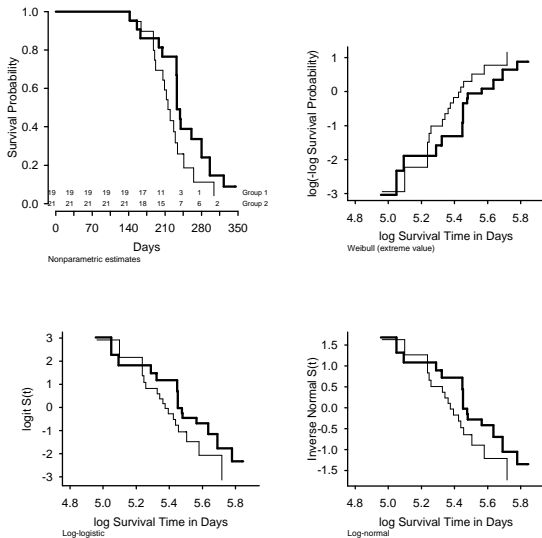 1.0
0.8
0.6
0.4
0.2
0.0
Survival Probability
19 19 19 19 19 17 11 3 1 Group 1
21 21 21 21 21 18 15 7 6 2 Group 2
0 70 140 210 280 350
Days
Nonparametric estimates
1
0
-1
-2
-3
log(-log Survival Probability)
4.8 5.0 5.2 5.4 5.6 5.8
log Survival Time in Days
Weibull (extreme value)
3
2
1
0
-1
-2
-3
logit S(t)
4.8 5.0 5.2 5.4 5.6 5.8
log Survival Time in Days
Log-logistic
1.5
1.0
0.5
0.0
-0.5
-1.0
-1.5
Inverse Normal S(t)
4.8 5.0 5.2 5.4 5.6 5.8
log Survival Time in Days
Log-normal